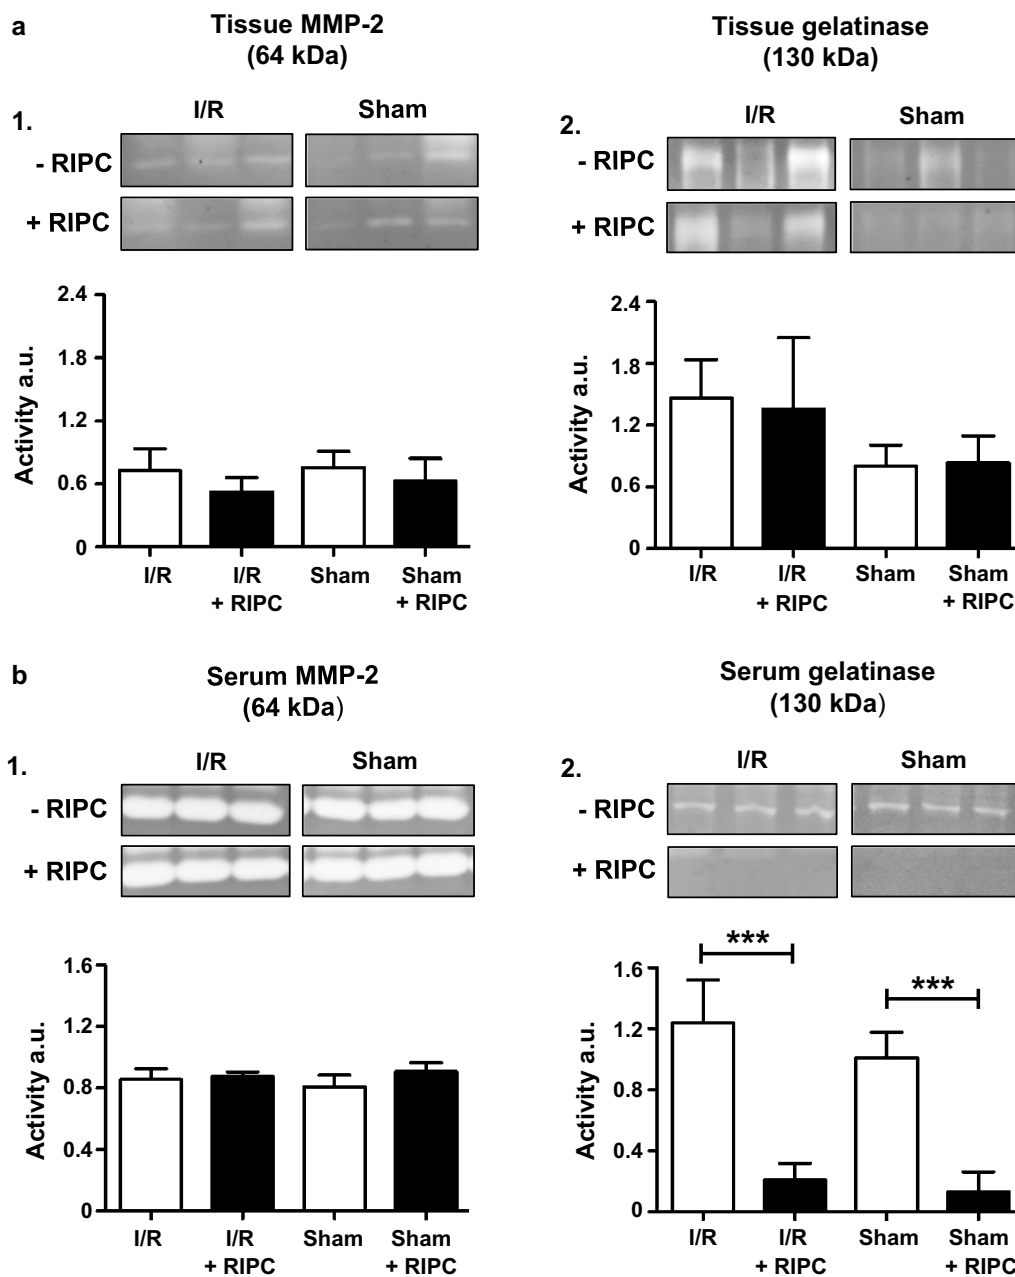 a
Tissue MMP-2
(64 kDa)
Tissue gelatinase
(130 kDa)
1.
I/R
Sham
- RIPC
+ RIPC
2.
I/R
Sham
- RIPC
+ RIPC
2.4
1.8
1.2
0.6
0
Activity a.u.
I/R
I/R
+ RIPC
Sham
Sham
+ RIPC
2.4
1.8
1.2
0.6
0
Activity a.u.
I/R
I/R
+ RIPC
Sham
Sham
+ RIPC
b
Serum MMP-2
(64 kDa)
Serum gelatinase
(130 kDa)
1.
I/R
Sham
- RIPC
+ RIPC
2.
I/R
Sham
- RIPC
+ RIPC
1.6
1.2
0.8
0.4
0
Activity a.u.
I/R
I/R
+ RIPC
Sham
Sham
+ RIPC
***
***
1.6
1.2
0.8
0.4
0
Activity a.u.
I/R
I/R
+ RIPC
Sham
Sham
+ RIPC